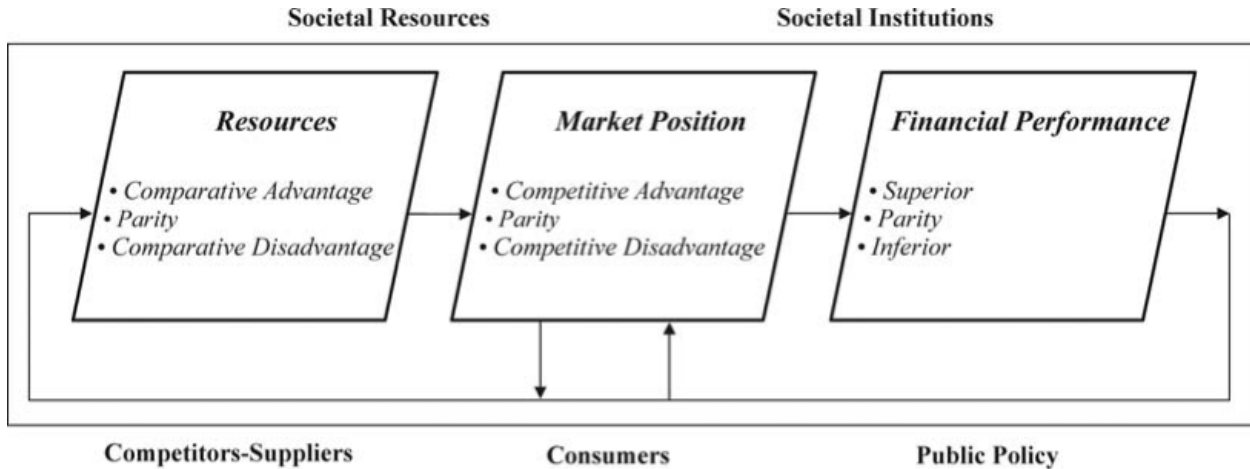 Societal Resources
Societal Institutions
Resources
• Comparative Advantage
• Parity
• Comparative Disadvantage
Market Position
• Competitive Advantage
• Parity
• Competitive Disadvantage
Financial Performance
• Superior
• Parity
• Inferior
Competitors-Suppliers
Consumers
Public Policy